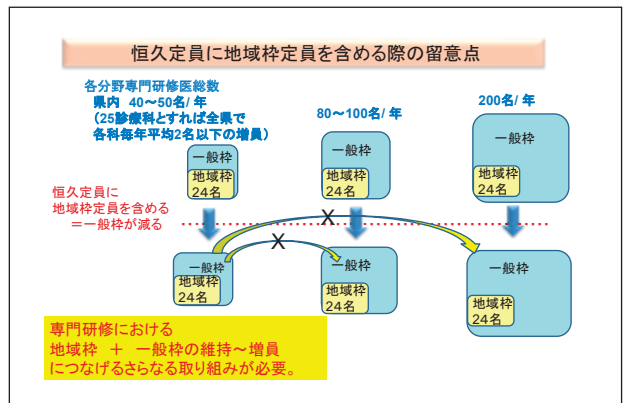 恒久定員に地域枠定員を含める際の留意点
各分野専門研修医総数
県内 40～50名/ 年
（25診療科とすれば全県で
各科毎年平均2名以下の増員）
80～100名/ 年
200名/ 年
一般枠
地域枠
24名
一般枠
地域枠
24名
一般枠
地域枠
24名
恒久定員に
地域枠定員を含める
＝一般枠が減る
X
X
一般枠
地域枠
24名
一般枠
地域枠
24名
一般枠
地域枠
24名
専門研修における
地域枠 ＋ 一般枠の維持～増員
につなげるさらなる取り組みが必要。